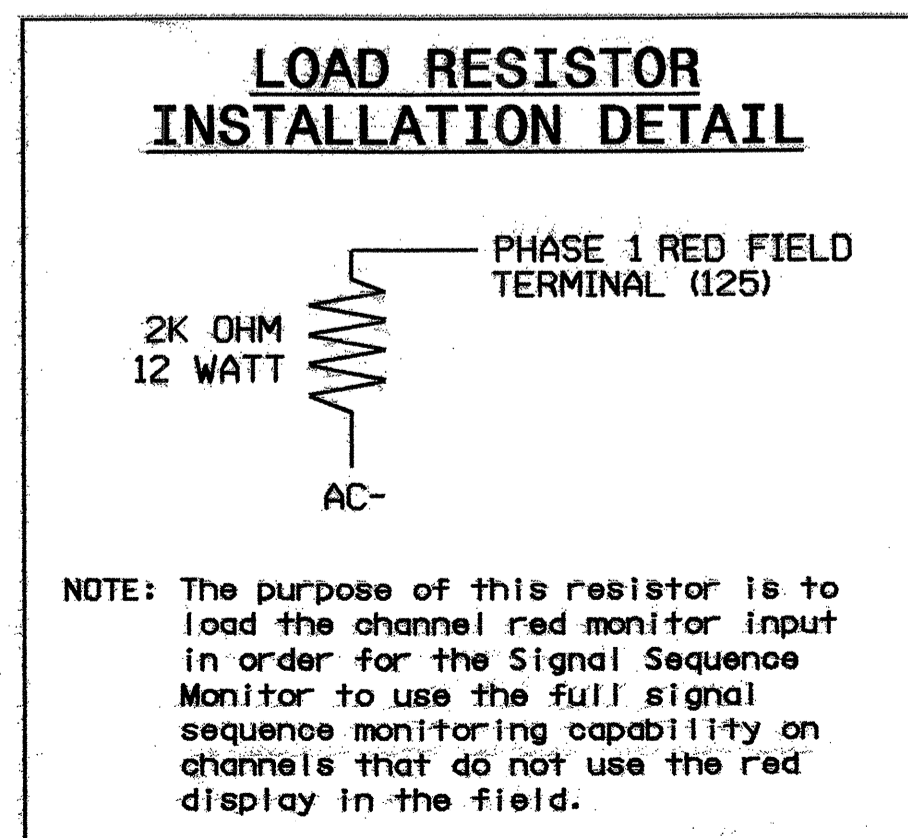 LOAD RESISTOR
INSTALLATION DETAIL
PHASE 1 RED FIELD
TERMINAL (125)
2K OHM
12 WATT
AC-
NOTE: The purpose of this resistor is to
load the channel red monitor input
in order for the Signal Sequence
Monitor to use the full signal
sequence monitoring capability on
channels that do not use the red
display in the field.